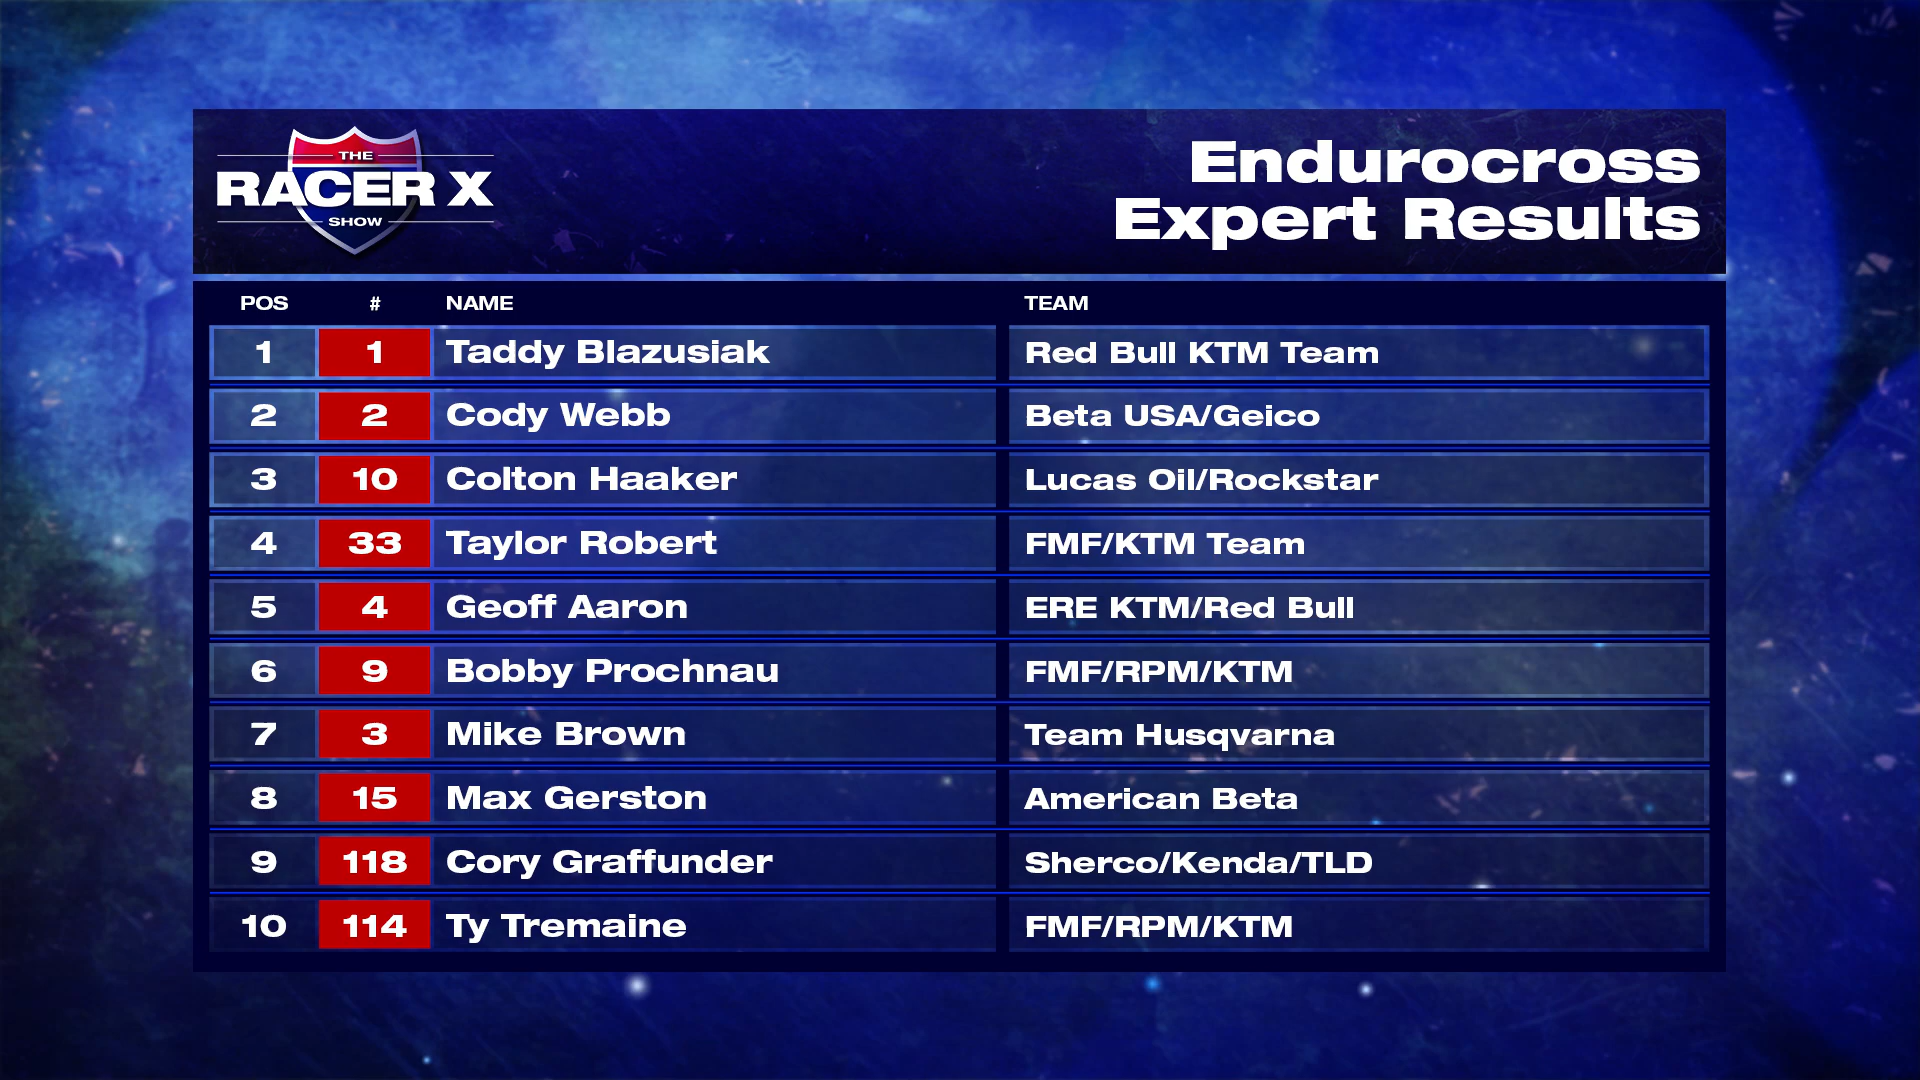 THE
RACER X
SHOW
Endurocross
Expert Results
POS # NAME TEAM
1 1 Taddy Blazusiak Red Bull KTM Team
2 2 Cody Webb Beta USA/Geico
3 10 Colton Haaker Lucas Oil/Rockstar
4 33 Taylor Robert FMF/KTM Team
5 4 Geoff Aaron ERE KTM/Red Bull
6 9 Bobby Prochnau FMF/RPM/KTM
7 3 Mike Brown Team Husqvarna
8 15 Max Gerston American Beta
9 118 Cory Graffunder Sherco/Kenda/TLD
10 114 Ty Tremaine FMF/RPM/KTM